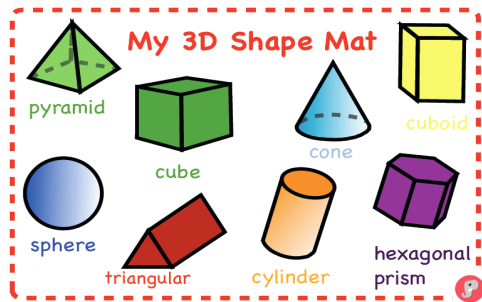 My 3D Shape Mat
pyramid
cube
cone
cuboid
sphere
triangular
cylinder
hexagonal
prism